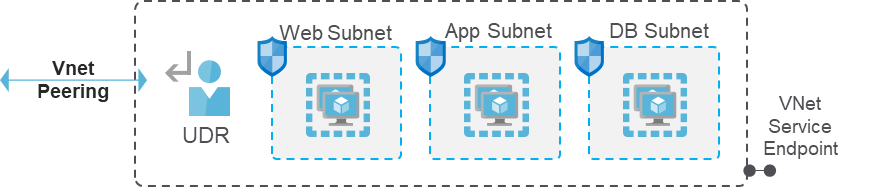 Vnet
Peering
UDR
Web Subnet
App Subnet
DB Subnet
VNet
Service
Endpoint